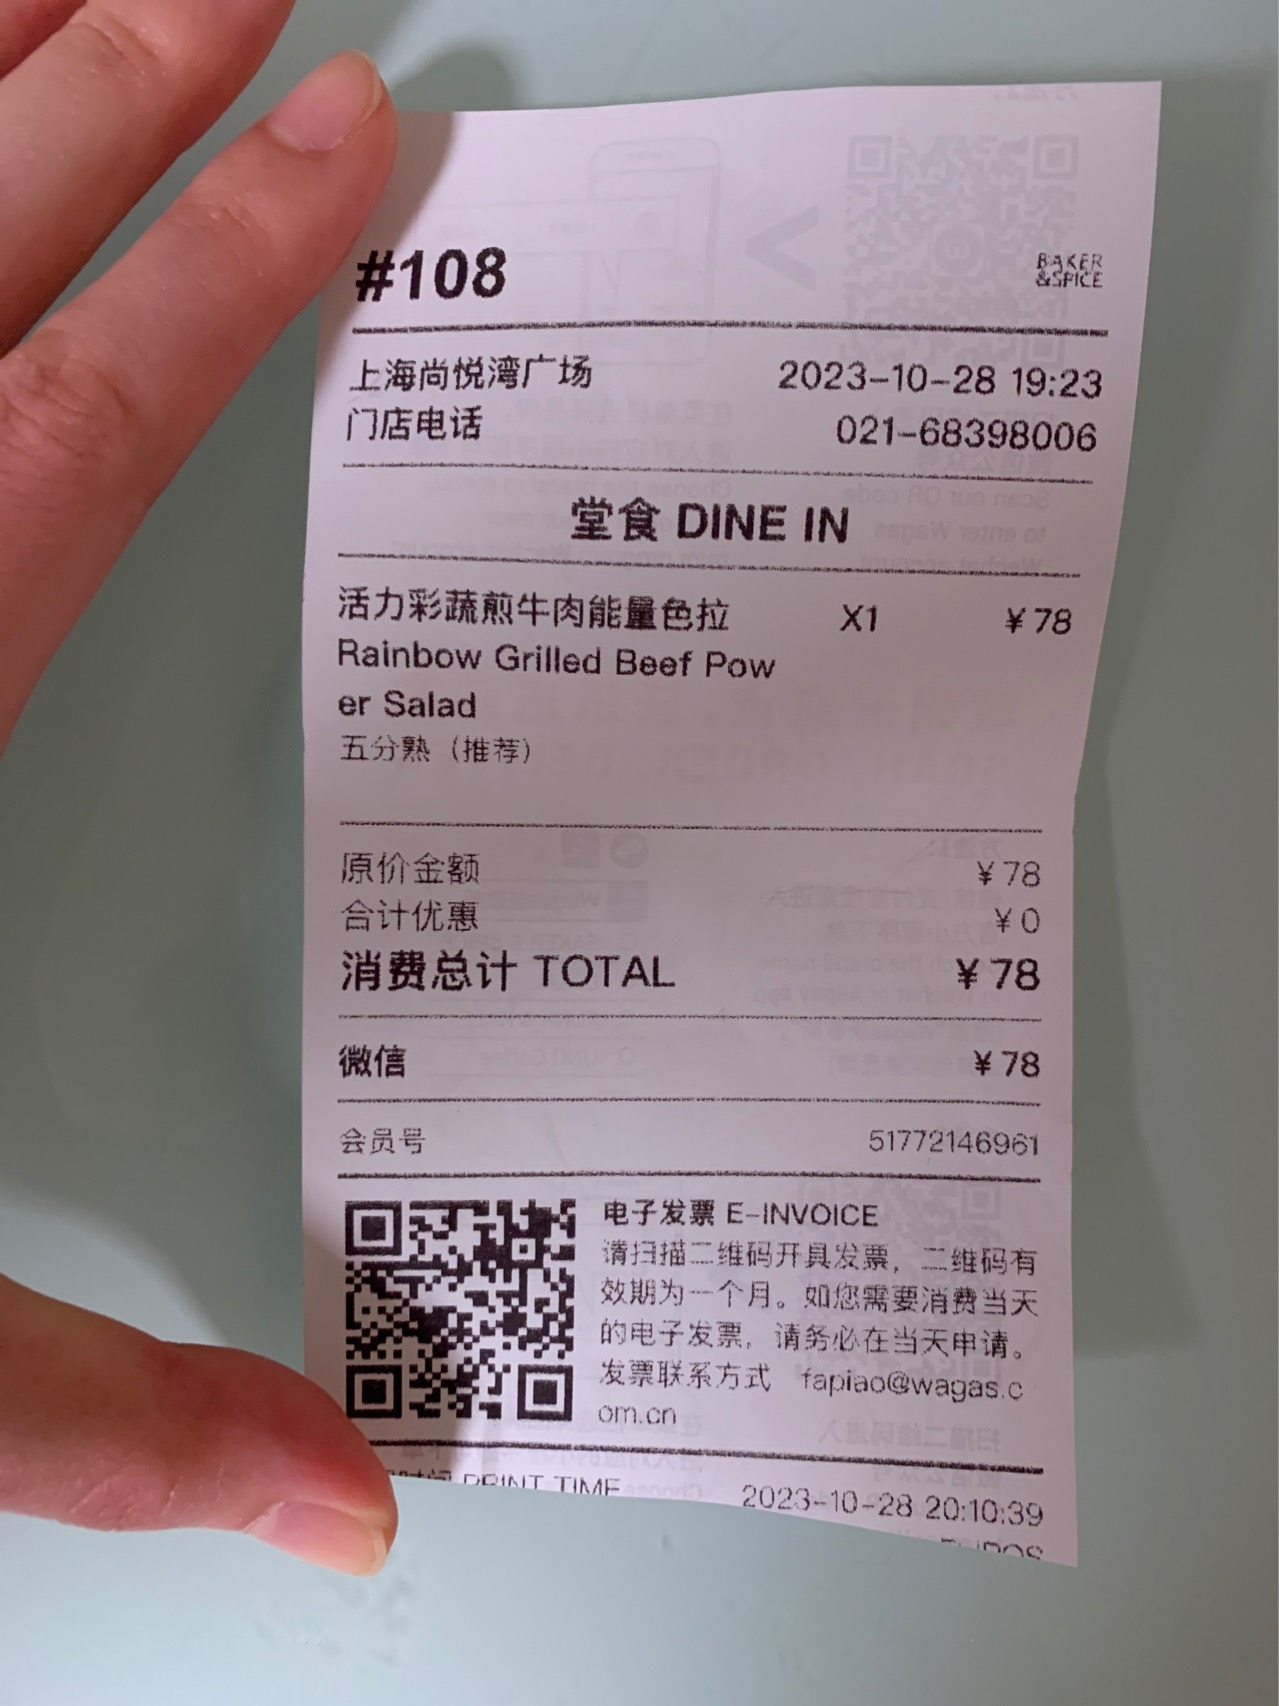 #108
BAKER
&SPICE
上海尚悦湾广场 2023-10-28 19:23
门店电话 021-68398006
堂食 DINE IN
活力彩蔬煎牛肉能量色拉 X1 ¥78
Rainbow Grilled Beef Pow
er Salad
五分熟（推荐）
原价金额 ¥78
合计优惠 ¥0
消费总计 TOTAL ¥78
微信 ¥78
会员号 51772146961
电子发票 E-INVOICE
请扫描二维码开具发票，二维码有
效期为一个月。如您需要消费当天
的电子发票，请务必在当天申请。
发票联系方式 fapiao@wagas.c
om.cn
时间 PRINT TIME 2023-10-28 20:10:39